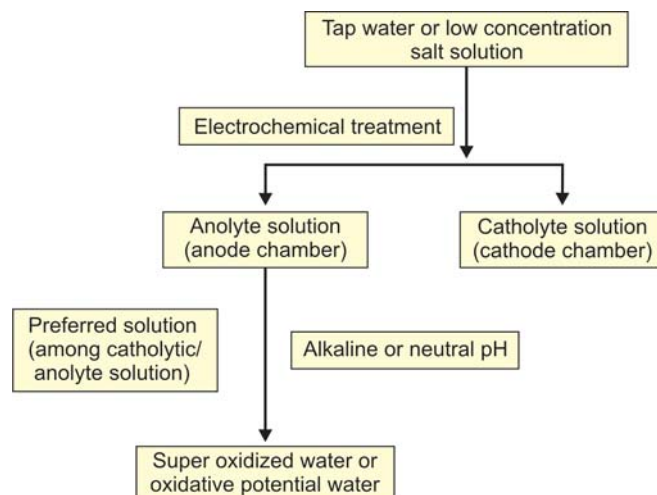 Tap water or low concentration
salt solution
Electrochemical treatment
Anolyte solution
(anode chamber)
Catholyte solution
(cathode chamber)
Preferred solution
(among catholytic/
anolyte solution)
Alkaline or neutral pH
Super oxidized water or
oxidative potential water